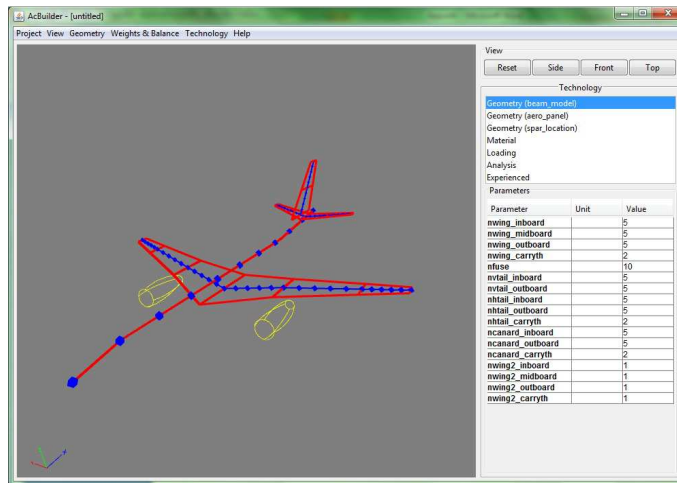 AcBuilder - [untitled]
Project View Geometry Weights & Balance Technology Help
View
Reset Side Front Top
Technology
Geometry (beam_model)
Geometry (aero_panel)
Geometry (spar_location)
Material
Loading
Analysis
Experienced
Parameters
Parameter Unit Value
nwing_inboard 5
nwing_midboard 5
nwing_outboard 5
nwing_carryth 2
nfuse 10
nvtail_inboard 5
nvtail_outboard 5
nhtail_inboard 5
nhtail_outboard 5
nhtail_carryth 2
ncanard_inboard 5
ncanard_outboard 5
ncanard_carryth 2
nwing2_inboard 1
nwing2_midboard 1
nwing2_outboard 1
nwing2_carryth 1